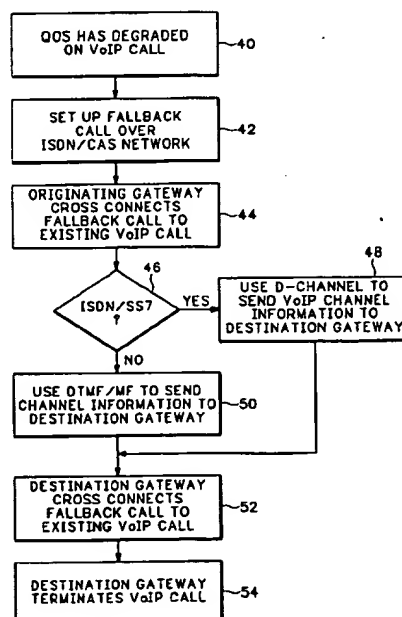 QOS HAS DEGRADED
ON VoIP CALL
40
SET UP FALLBACK
CALL OVER
ISDN/CAS NETWORK
42
ORIGINATING GATEWAY
CROSS CONNECTS
FALLBACK CALL TO
EXISTING VoIP CALL
44
46
ISDN/SS7
?
YES
48
USE D-CHANNEL TO
SEND VoIP CHANNEL
INFORMATION TO
DESTINATION GATEWAY
NO
USE DTMF/MF TO SEND
CHANNEL INFORMATION TO
DESTINATION GATEWAY
50
DESTINATION GATEWAY
CROSS CONNECTS
FALLBACK CALL TO
EXISTING VoIP CALL
52
DESTINATION GATEWAY
TERMINATES VoIP CALL
54